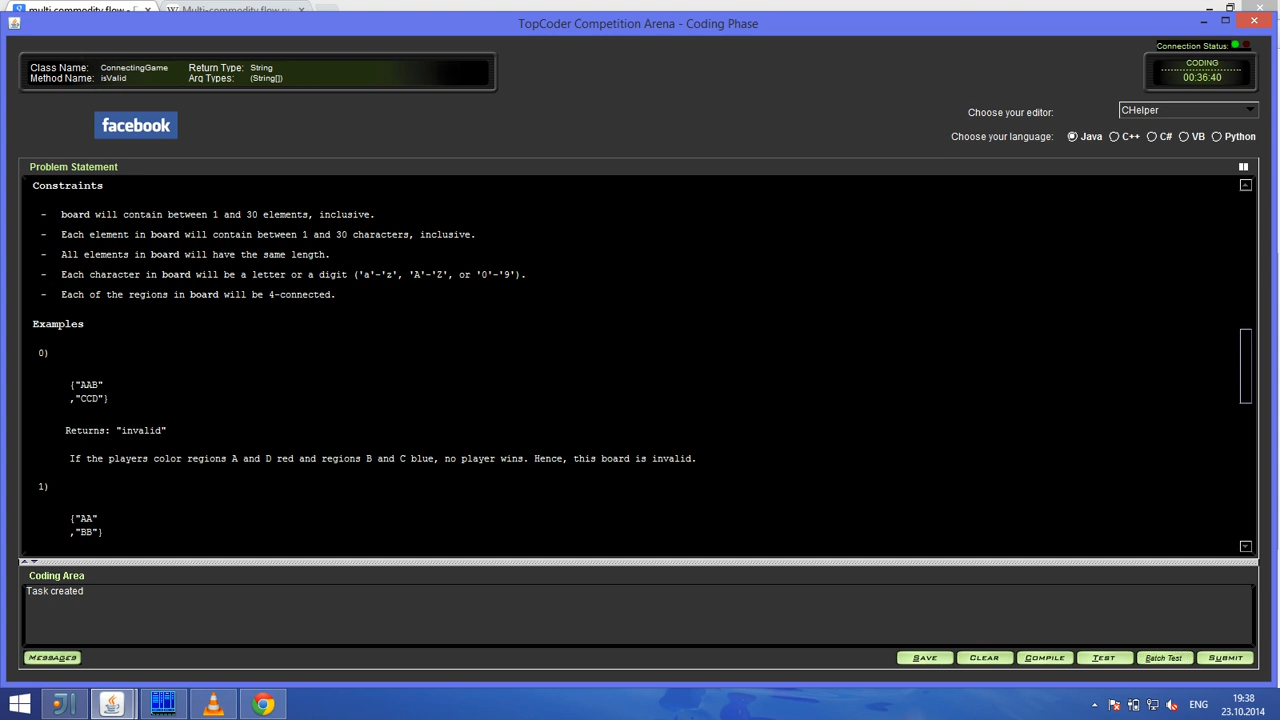 multi commodity flow - [
Multi-commodity flow pr
TopCoder Competition Arena - Coding Phase
Connection Status:
Class Name: ConnectingGame Return Type: String
Method Name: isValid Arg Types: (String[])
CODING
00:36:40
facebook
Choose your editor: CHelper
Choose your language: Java C++ C# VB Python
Problem Statement
Constraints
- board will contain between 1 and 30 elements, inclusive.
- Each element in board will contain between 1 and 30 characters, inclusive.
- All elements in board will have the same length.
- Each character in board will be a letter or a digit ('a'-'z', 'A'-'Z', or '0'-'9').
- Each of the regions in board will be 4-connected.
Examples
0)
{"AAB"
,"CCD"}
Returns: "invalid"
If the players color regions A and D red and regions B and C blue, no player wins. Hence, this board is invalid.
1)
{"AA"
,"BB"}
Coding Area
Task created
MESSAGES SAVE CLEAR COMPILE TEST Batch Test SUBMIT
ENG
19:38
23.10.2014